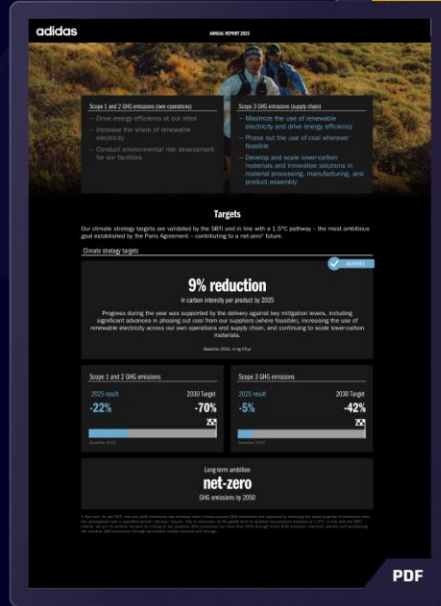 adidas
ANNUAL REPORT 2025
Scope 1 and 2 GHG emissions (own operations)
— Drive energy efficiency at our sites
— Increase the share of renewable
electricity
— Conduct environmental risk assessment
for our facilities
Scope 3 GHG emissions (supply chain)
— Maximize the use of renewable
electricity and drive energy efficiency
— Phase out the use of coal wherever
feasible
— Develop and scale lower-carbon
materials and innovative solutions in
material processing, manufacturing, and
product assembly
Targets
Our climate strategy targets are validated by the SBTi and in line with a 1.5°C pathway – the most ambitious
goal established by the Paris Agreement – contributing to a net-zero¹ future.
Climate strategy targets
9% reduction
in carbon intensity per product by 2025
Progress during the year was supported by the delivery against key mitigation levels, including
significant advances in phasing out coal from our suppliers (where feasible), increasing the use of
renewable electricity across our own operations and supply chain, and continuing to scale lower-carbon
materials.
Scope 1 and 2 GHG emissions
2025 result
2030 Target
-22%
-70%
Baseline 2022
Scope 3 GHG emissions
2025 result
2030 Target
-5%
-42%
Baseline 2022
Long-term ambition
net-zero
GHG emissions by 2050
PDF